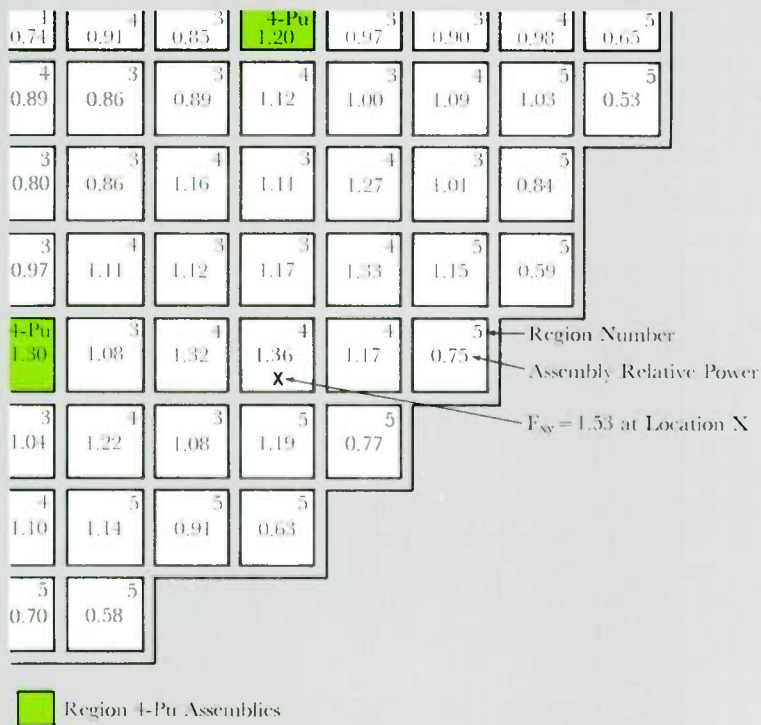 1 4 3 4-Pu 3 3 4 5
0.74 0.91 0.85 1.20 0.97 0.90 0.98 0.65
4 3 3 4 3 4 5 5
0.89 0.86 0.89 1.12 1.00 1.09 1.03 0.53
3 3 4 3 4 3 5
0.80 0.86 1.16 1.11 1.27 1.01 0.84
3 4 3 3 4 5 5
0.97 1.11 1.12 1.17 1.33 1.15 0.59
4-Pu 3 4 4 4 5 Region Number
1.30 1.08 1.32 1.36 1.17 0.75 Assembly Relative Power
X
F_xy = 1.53 at Location X
3 4 3 5 5
1.04 1.22 1.08 1.19 0.77
4 5 5 5
1.10 1.14 0.91 0.63
5 5
0.70 0.58
Region 4-Pu Assemblies